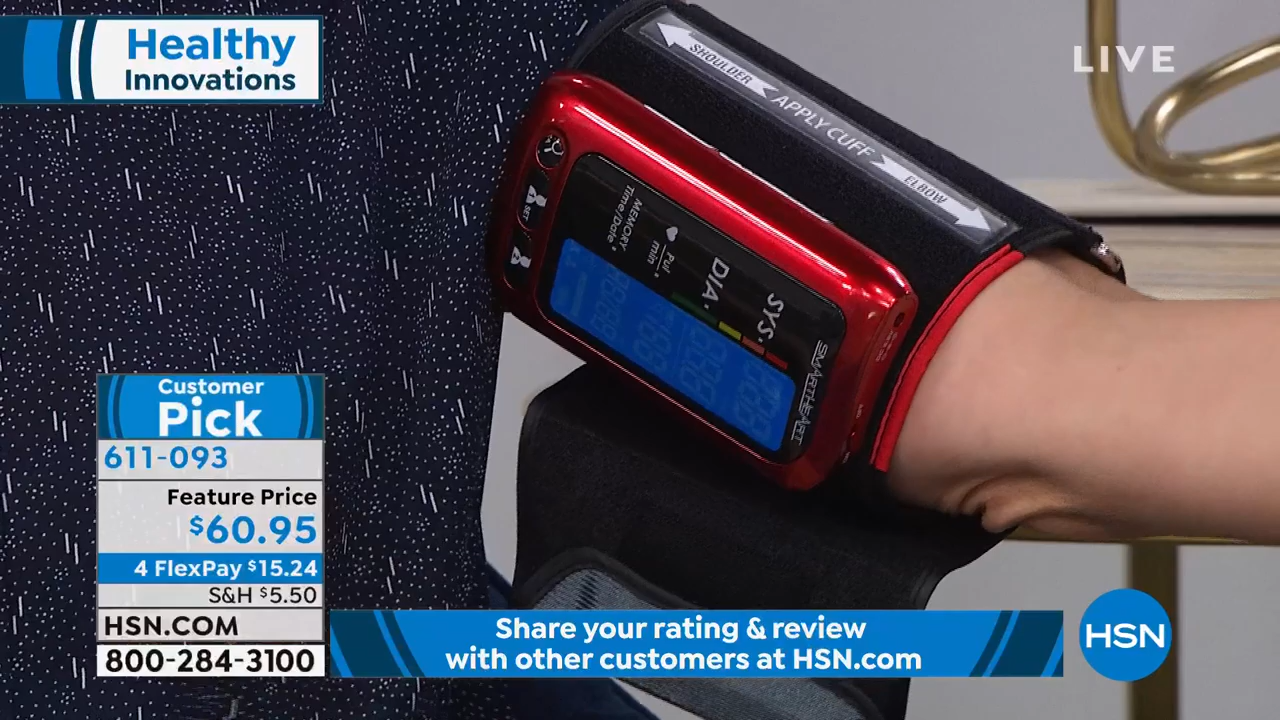 Healthy
Innovations
LIVE
SHOULDER
APPLY CUFF
ELBOW
SET
MEMORY
Time/Date
Pul.
min
DIA.
SYS.
SMARTHEART
Customer
Pick
611-093
Feature Price
$60.95
4 FlexPay $15.24
S&H $5.50
HSN.COM
800-284-3100
Share your rating & review
with other customers at HSN.com
HSN